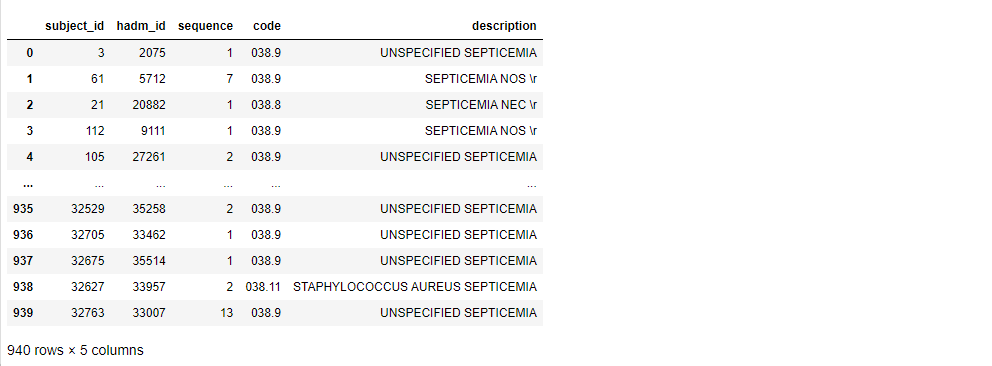 subject_id hadm_id sequence code description
0 3 2075 1 038.9 UNSPECIFIED SEPTICEMIA
1 61 5712 7 038.9 SEPTICEMIA NOS \r
2 21 20882 1 038.8 SEPTICEMIA NEC \r
3 112 9111 1 038.9 SEPTICEMIA NOS \r
4 105 27261 2 038.9 UNSPECIFIED SEPTICEMIA
... ... ... ... ... ...
935 32529 35258 2 038.9 UNSPECIFIED SEPTICEMIA
936 32705 33462 1 038.9 UNSPECIFIED SEPTICEMIA
937 32675 35514 1 038.9 UNSPECIFIED SEPTICEMIA
938 32627 33957 2 038.11 STAPHYLOCOCCUS AUREUS SEPTICEMIA
939 32763 33007 13 038.9 UNSPECIFIED SEPTICEMIA
940 rows × 5 columns